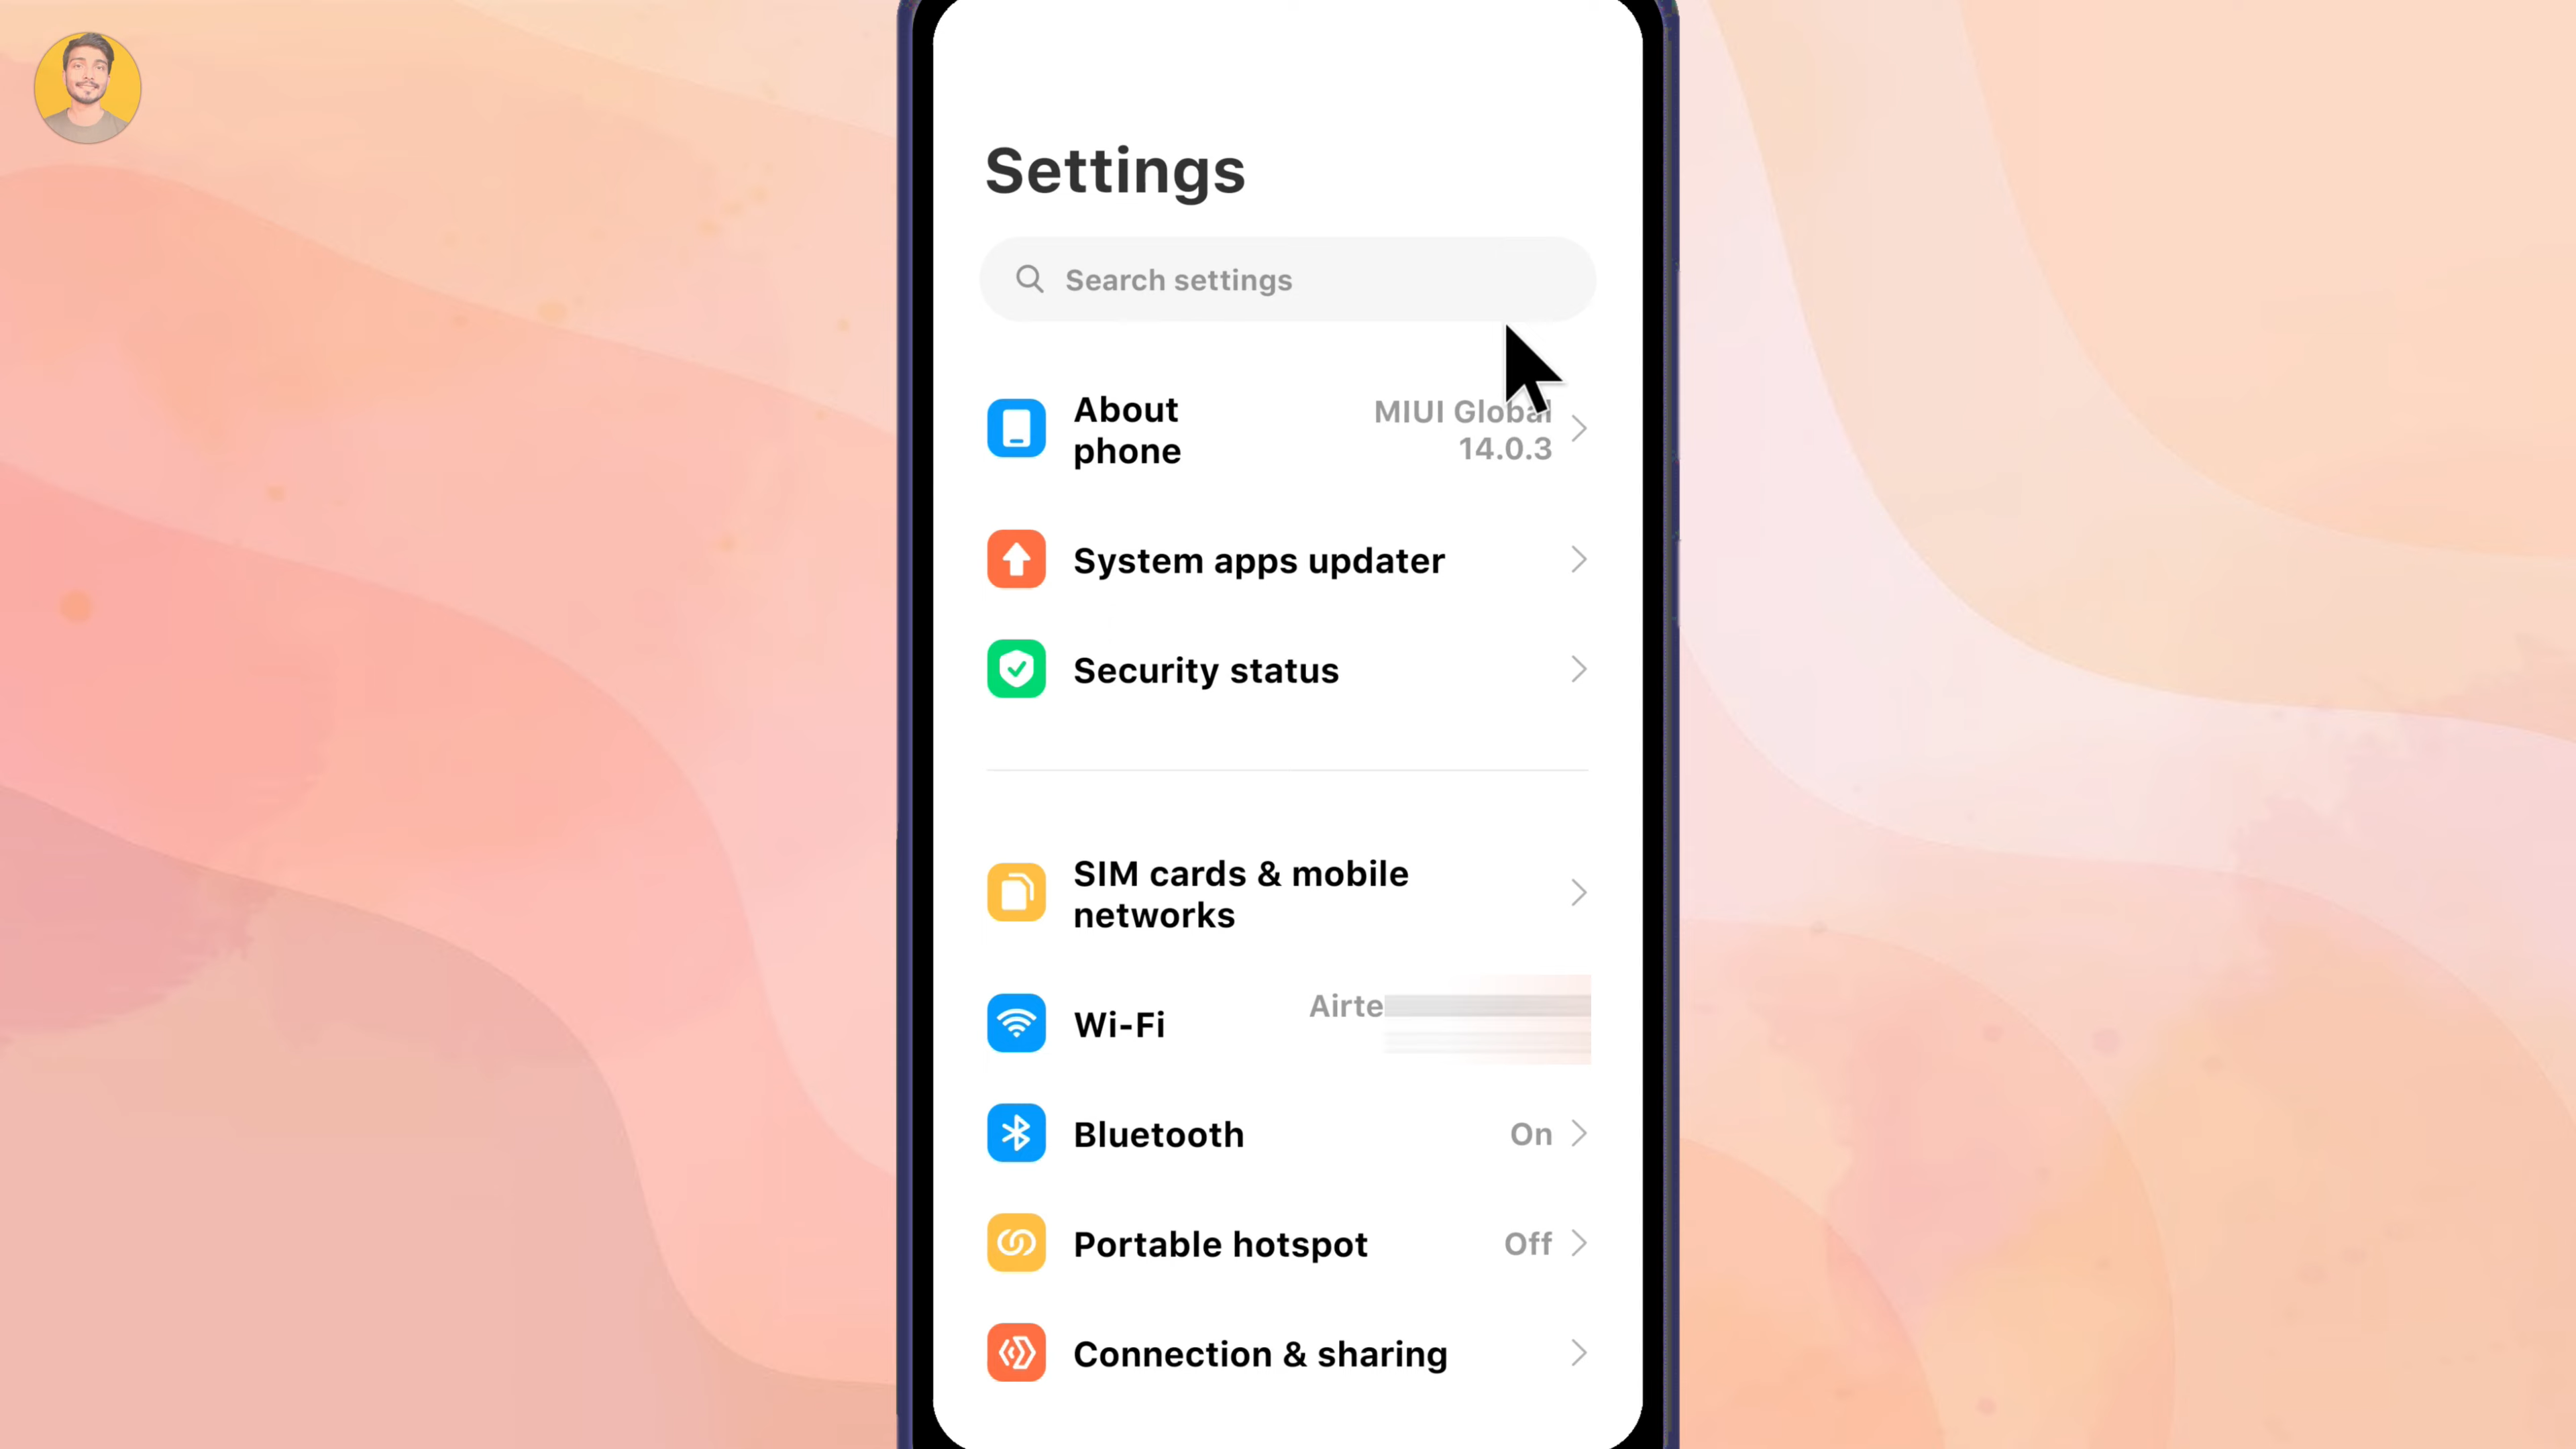 Settings
Search settings
About
phone
MIUI Global
14.0.3
System apps updater
Security status
SIM cards & mobile
networks
Wi-Fi
Airte
Bluetooth
On
Portable hotspot
Off
Connection & sharing